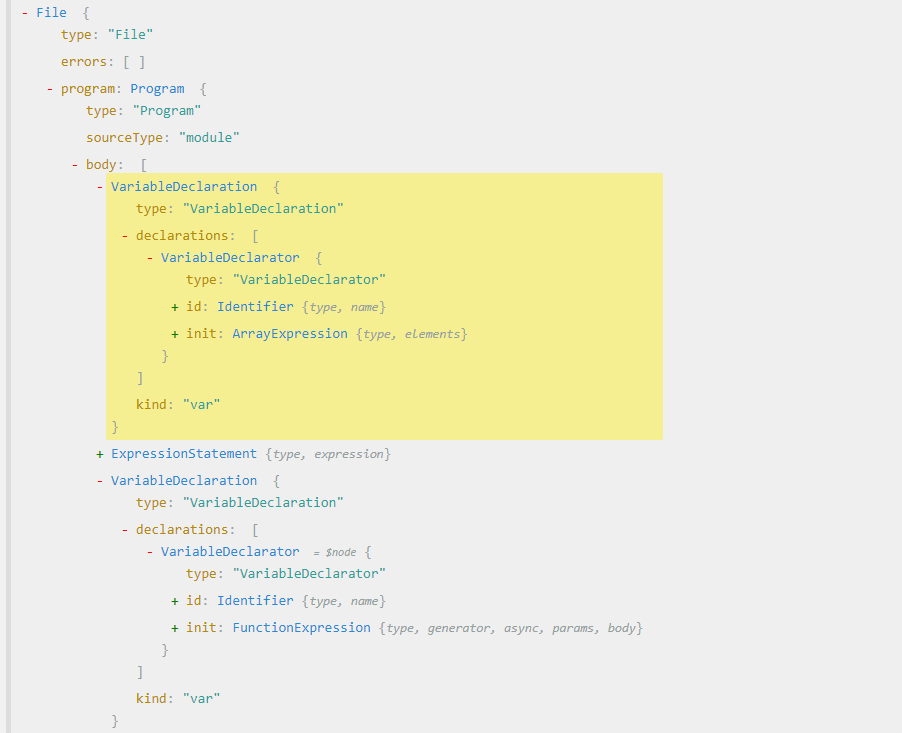 - File {
type: "File"
errors: [ ]
- program: Program {
type: "Program"
sourceType: "module"
- body: [
- VariableDeclaration {
type: "VariableDeclaration"
- declarations: [
- VariableDeclarator {
type: "VariableDeclarator"
+ id: Identifier {type, name}
+ init: ArrayExpression {type, elements}
}
]
kind: "var"
}
+ ExpressionStatement {type, expression}
- VariableDeclaration {
type: "VariableDeclaration"
- declarations: [
- VariableDeclarator = $node {
type: "VariableDeclarator"
+ id: Identifier {type, name}
+ init: FunctionExpression {type, generator, async, params, body}
}
]
kind: "var"
}